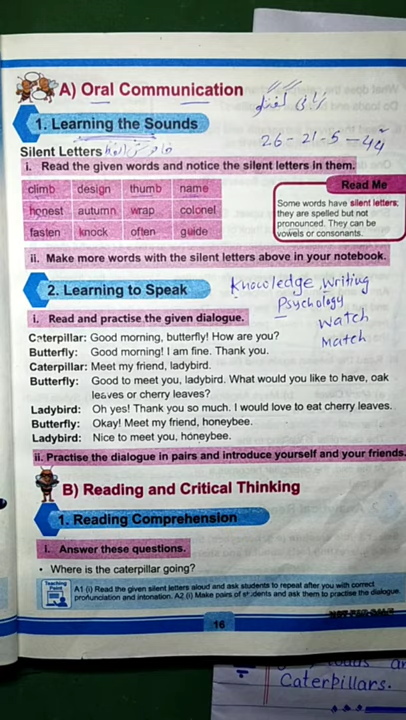 A) Oral Communication
زبانی گفتگو
1. Learning the Sounds
26-21-5-44
Silent Letters
i. Read the given words and notice the silent letters in them.
climb design thumb name
honest autumn wrap colonel
fasten knock often guide
Read Me
Some words have silent letters;
they are spelled but not
pronounced. They can be
vowels or consonants.
ii. Make more words with the silent letters above in your notebook.
2. Learning to Speak
Knowledge, Writing
Psychology
Watch
Match
i. Read and practise the given dialogue.
Caterpillar: Good morning, butterfly! How are you?
Butterfly: Good morning! I am fine. Thank you.
Caterpillar: Meet my friend, ladybird.
Butterfly: Good to meet you, ladybird. What would you like to have, oak
leaves or cherry leaves?
Ladybird: Oh yes! Thank you so much. I would love to eat cherry leaves.
Butterfly: Okay! Meet my friend, honeybee.
Ladybird: Nice to meet you, honeybee.
ii. Practise the dialogue in pairs and introduce yourself and your friends.
B) Reading and Critical Thinking
1. Reading Comprehension
i. Answer these questions.
• Where is the caterpillar going?
Teaching Point
A1 (i) Read the given silent letters aloud and ask students to repeat after you with correct
pronunciation and intonation. A2 (i) Make pairs of students and ask them to practise the dialogue.
NOT FOR SALE
16
Caterpillars.